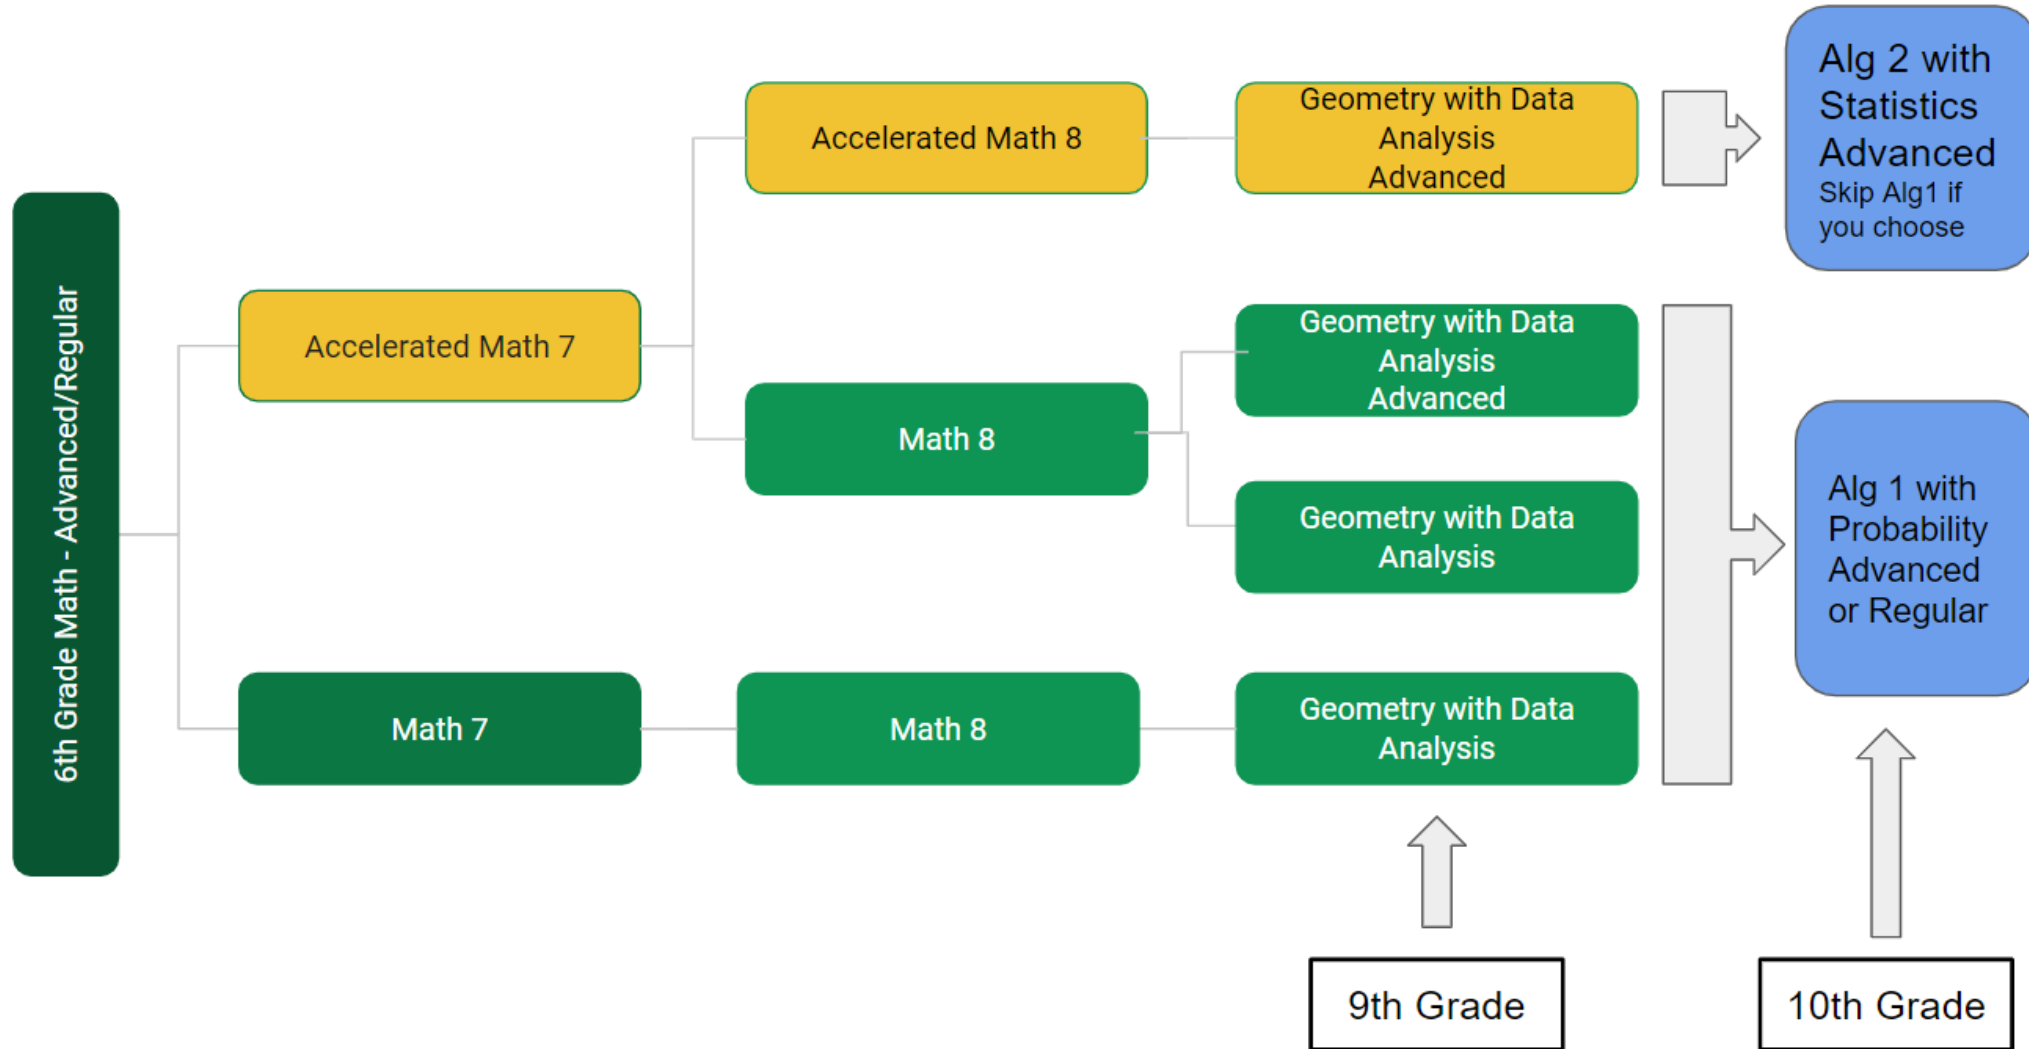 6th Grade Math - Advanced/Regular
Accelerated Math 7
Math 7
Accelerated Math 8
Math 8
Math 8
Geometry with Data
Analysis
Advanced
Geometry with Data
Analysis
Advanced
Geometry with Data
Analysis
Geometry with Data
Analysis
Alg 2 with
Statistics
Advanced
Skip Alg1 if
you choose
Alg 1 with
Probability
Advanced
or Regular
9th Grade
10th Grade